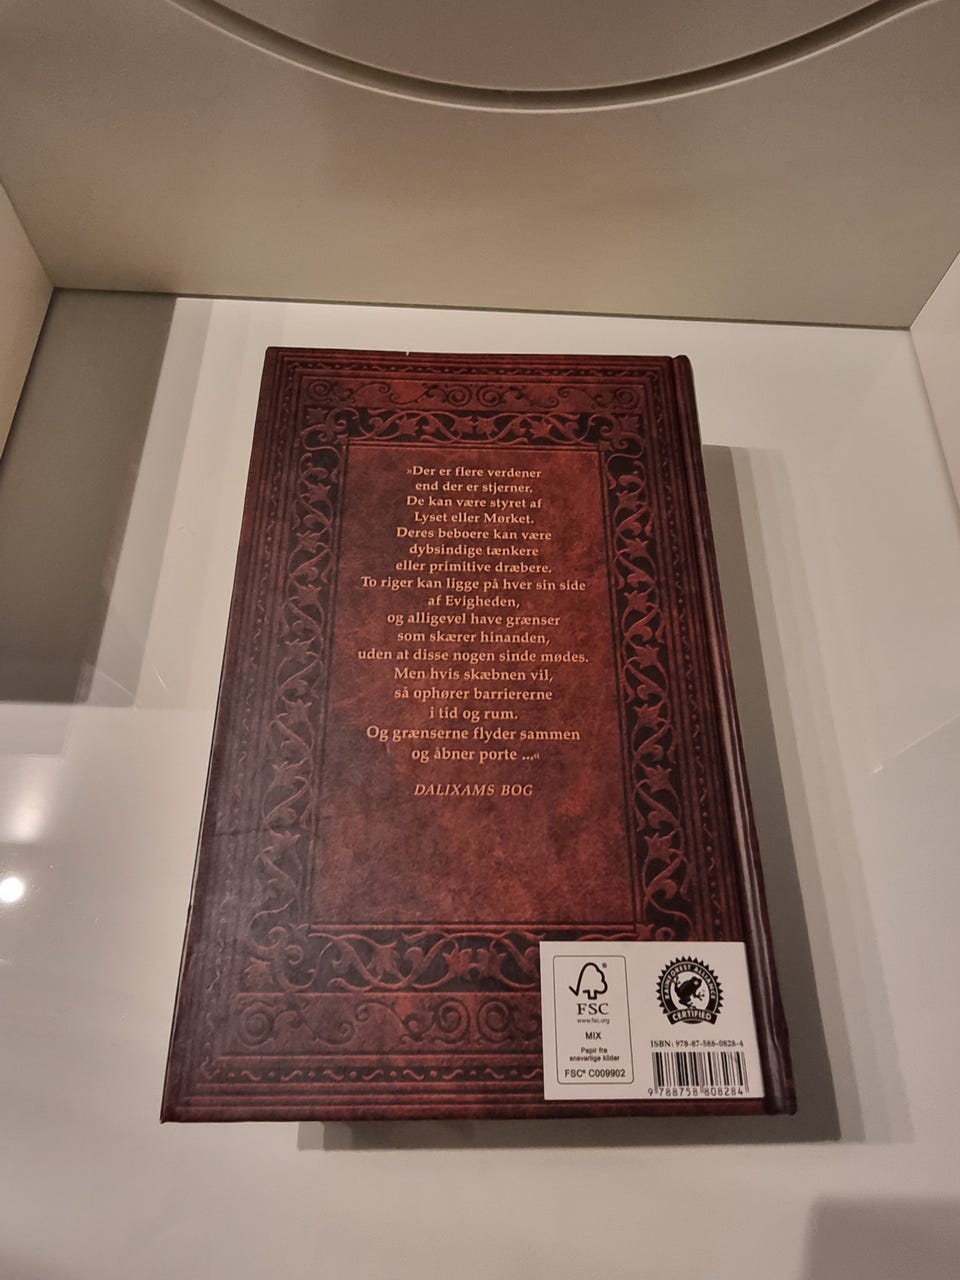 »Der er flere verdener
end der er stjerner,
De kan være styret af
Lyset eller Mørket.
Deres beboere kan være
dybsindige tænkere
eller primitive dræbere.
To riger kan ligge på hver sin side
af Evigheden,
og alligevel have grænser
som skærer hinanden,
uden at disse nogen sinde mødes.
Men hvis skæbnen vil,
så ophører barriererne
i tid og rum.
Og grænserne flyder sammen
og åbner porte ...«
DALIXAMS BOG
FSC®
www.fsc.org
MIX
Papir fra
ansvarlige kilder
FSC® C009902
RAINFOREST ALLIANCE
CERTIFIED
ISBN: 978-87-588-0828-4
9 788758 808284